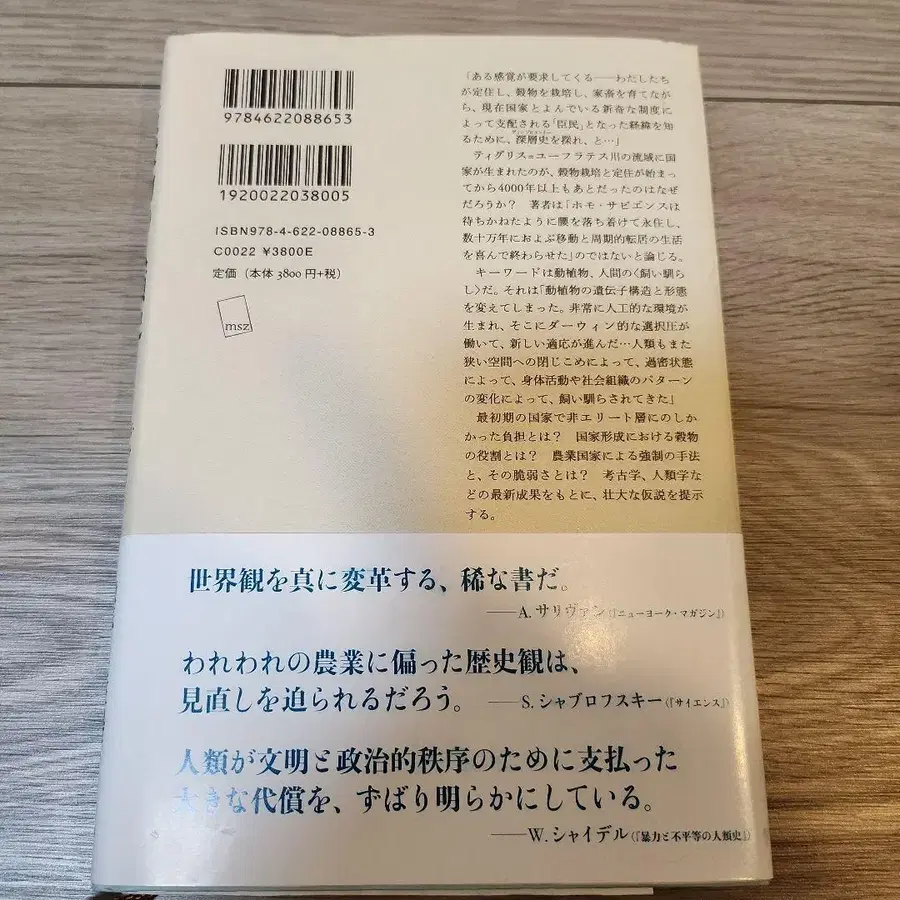 9784622088653
1920022038005
ISBN978-4-622-08865-3
C0022 ¥3800E
定価（本体 3800 円+税）
msz
「ある感覚が要求してくる――わたしたち
が定住し、穀物を栽培し、家畜を育てなが
ら、現在国家とよんでいる新奇な制度に
よって支配される「臣民」となった経緯を知
るために、深層史を探れ、と…」
ティグリス=ユーフラテス川の流域に国
家が生まれたのが、穀物栽培と定住が始まっ
てから4000年以上もあとだったのはなぜ
だろうか？　著者は「ホモ・サピエンスは
待ちかねたように腰を落ち着けて永住し、
数十万年におよぶ移動と周期的転居の生活
を喜んで終わらせた」のではないと論じる。
キーワードは動植物、人間の〈飼い馴ら
し〉だ。それは「動植物の遺伝子構造と形態
を変えてしまった。非常に人工的な環境が
生まれ、そこにダーウィン的な選択圧が
働いて、新しい適応が進んだ…人類もまた
狭い空間への閉じこめによって、過密状態
によって、身体活動や社会組織のパターン
の変化によって、飼い馴らされてきた」
最初期の国家で非エリート層にのしか
かった負担とは？　国家形成における穀物
の役割とは？　農業国家による強制の手法
と、その脆弱さとは？　考古学、人類学な
どの最新成果をもとに、壮大な仮説を提示
する。
世界観を真に変革する、稀な書だ。
――A. サリヴァン（『ニューヨーク・マガジン』）
われわれの農業に偏った歴史観は、
見直しを迫られるだろう。――S. シャブロフスキー（『サイエンス』）
人類が文明と政治的秩序のために支払った
大きな代償を、ずばり明らかにしている。
――W. シャイデル（『暴力と不平等の人類史』）